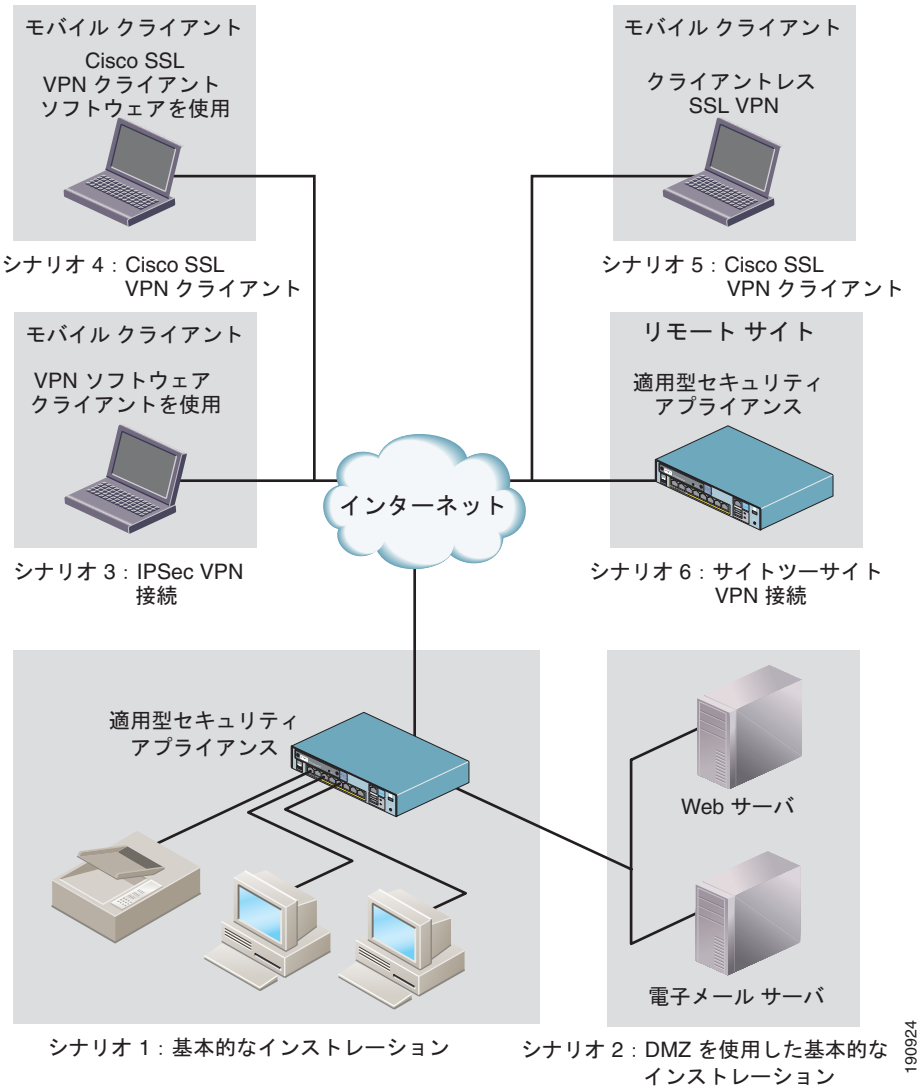 モバイル クライアント
Cisco SSL
VPN クライアント
ソフトウェアを使用
シナリオ 4：Cisco SSL
VPN クライアント
モバイル クライアント
クライアントレス
SSL VPN
シナリオ 5：Cisco SSL
VPN クライアント
モバイル クライアント
VPN ソフトウェア
クライアントを使用
シナリオ 3：IPSec VPN
接続
インターネット
リモート サイト
適用型セキュリティ
アプライアンス
シナリオ 6：サイトツーサイト
VPN 接続
適用型セキュリティ
アプライアンス
シナリオ 1：基本的なインストレーション
Web サーバ
電子メール サーバ
シナリオ 2：DMZ を使用した基本的な
インストレーション
190924